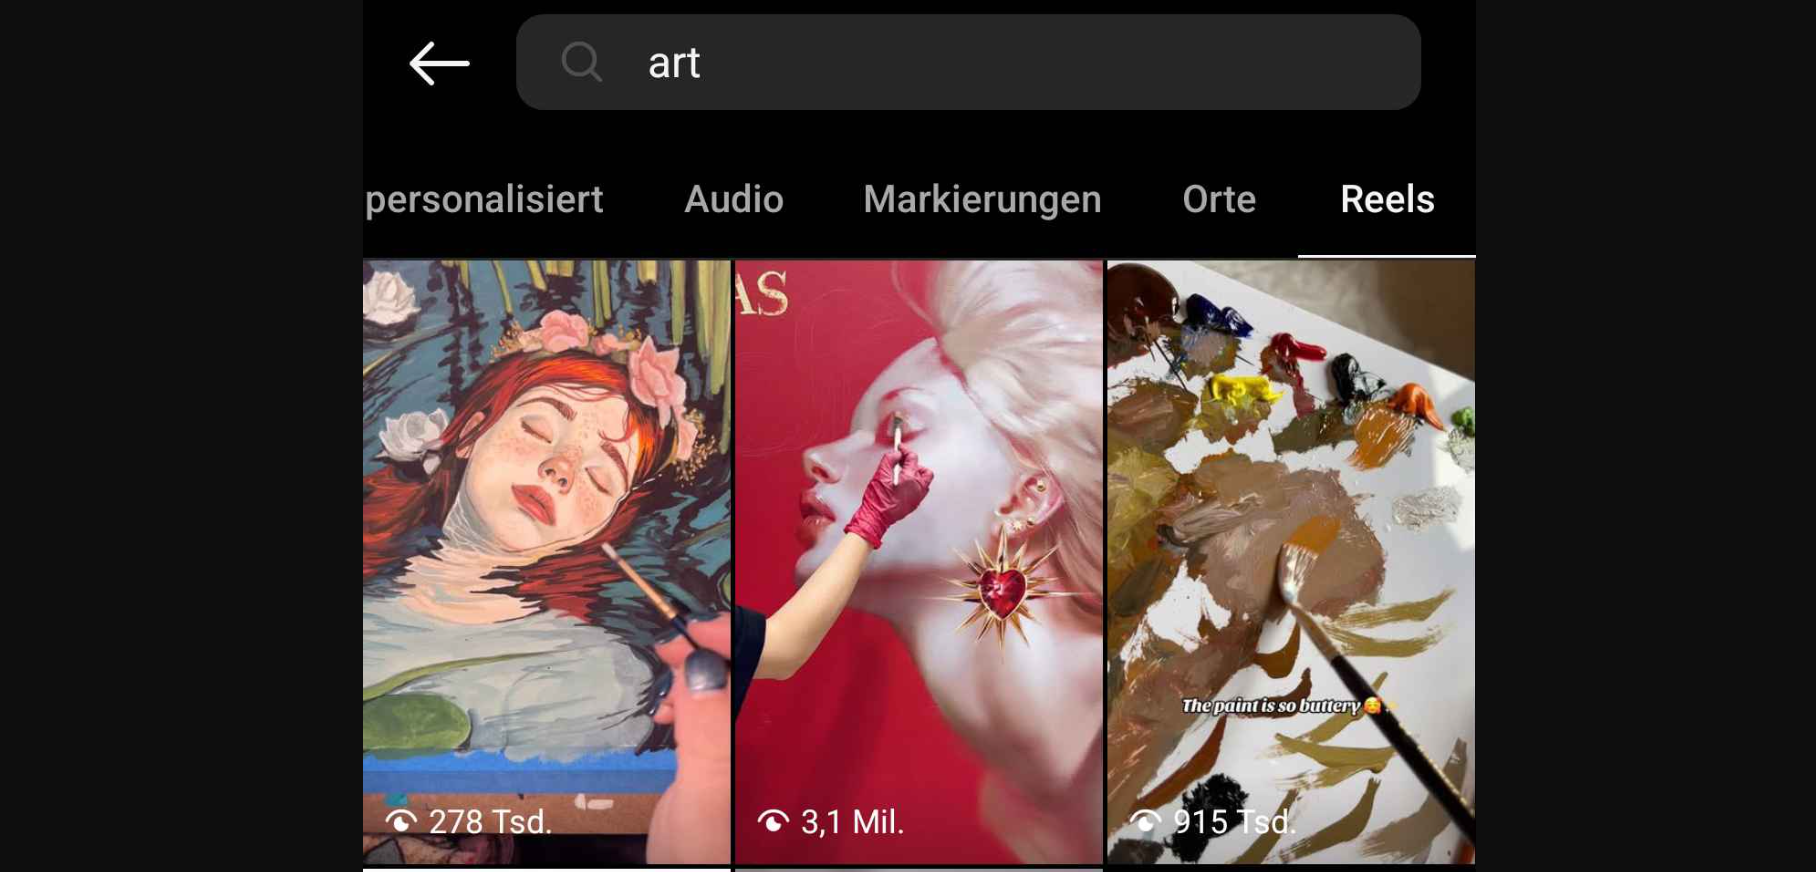 art
personalisiert Audio Markierungen Orte Reels
AS
The paint is so buttery 🥰✨
278 Tsd. 3,1 Mil. 915 Tsd.